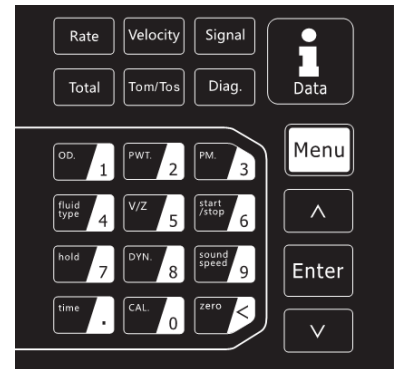 Rate Velocity Signal
i
Total Tom/Tos Diag. Data
Menu
OD. 1 PWT. 2 PM. 3
fluid type 4 V/Z 5 start /stop 6 ∧
hold 7 DYN. 8 sound speed 9 Enter
time . CAL. 0 zero < ∨